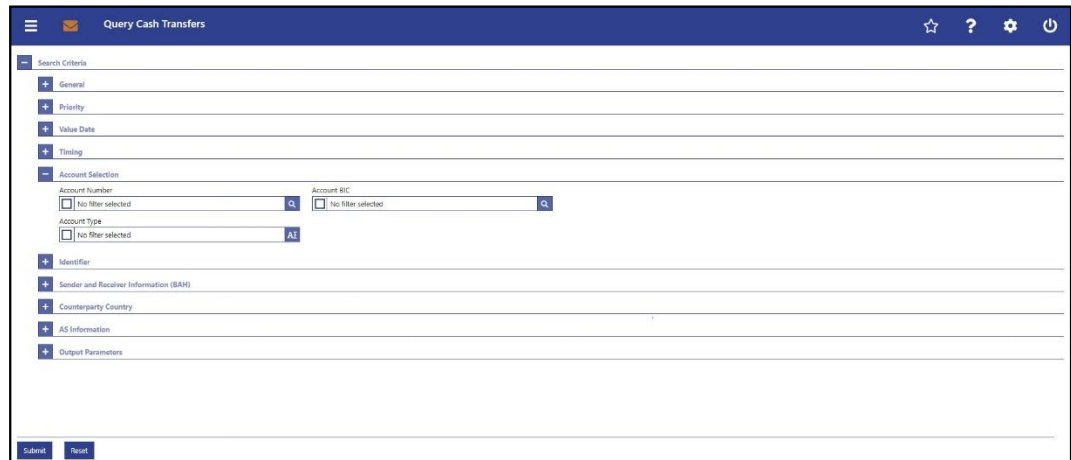 Query Cash Transfers
Search Criteria
General
Priority
Value Date
Timing
Account Selection
Account Number Account BIC
No filter selected No filter selected
Account Type
No filter selected
Identifier
Sender and Receiver Information (BAH)
Counterparty Country
AS Information
Output Parameters
Submit Reset